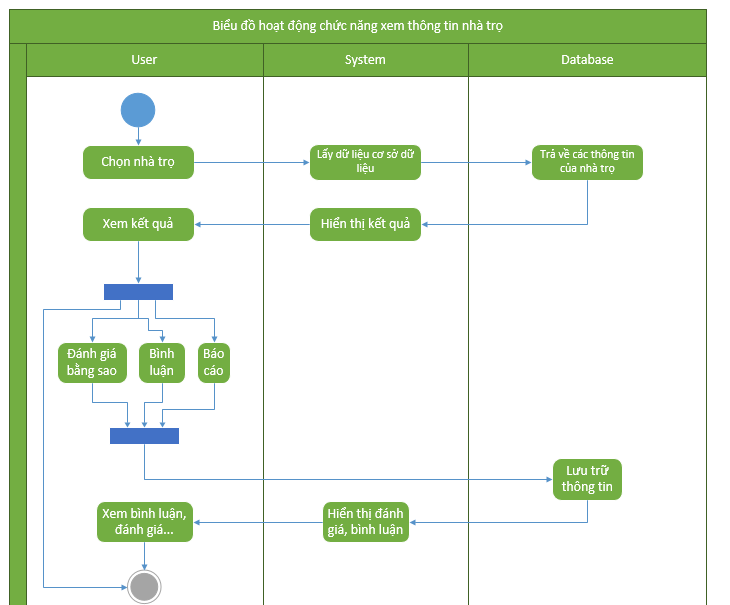 Biểu đồ hoạt động chức năng xem thông tin nhà trọ
User
System
Database
Chọn nhà trọ
Lấy dữ liệu cơ sở dữ
liệu
Trả về các thông tin
của nhà trọ
Xem kết quả
Hiển thị kết quả
Đánh giá
bằng sao
Bình
luận
Báo
cáo
Lưu trữ
thông tin
Xem bình luận,
đánh giá...
Hiển thị đánh
giá, bình luận